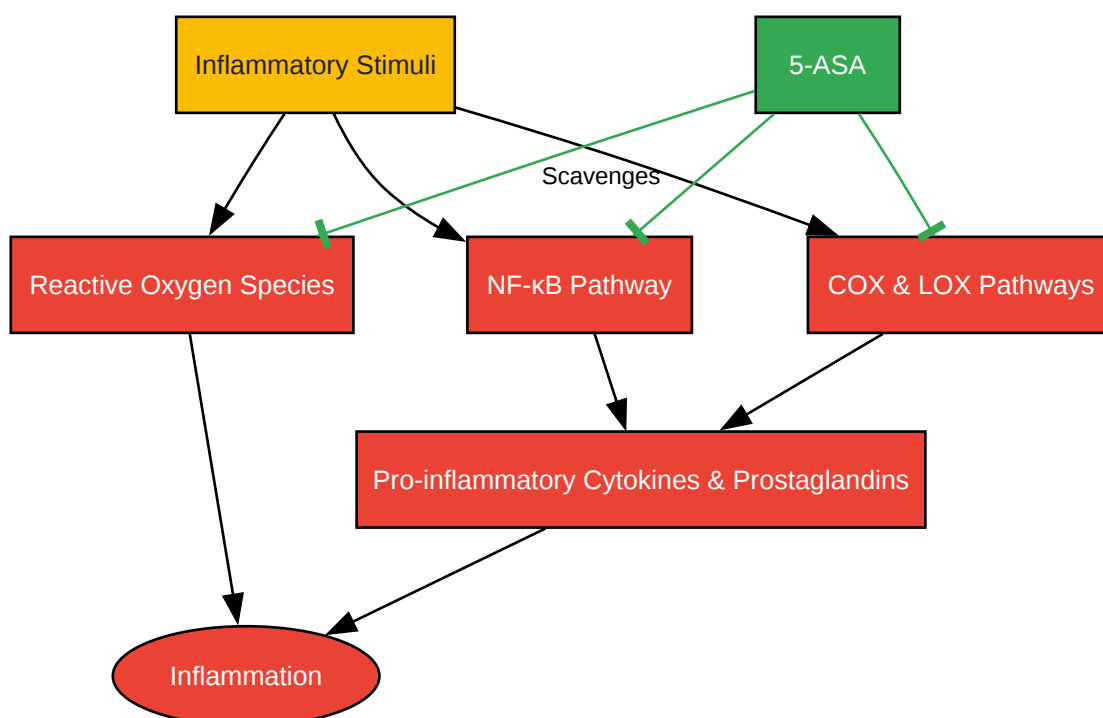 Inflammatory Stimuli
5-ASA
Scavenges
Reactive Oxygen Species
NF-κB Pathway
COX & LOX Pathways
Pro-inflammatory Cytokines & Prostaglandins
Inflammation